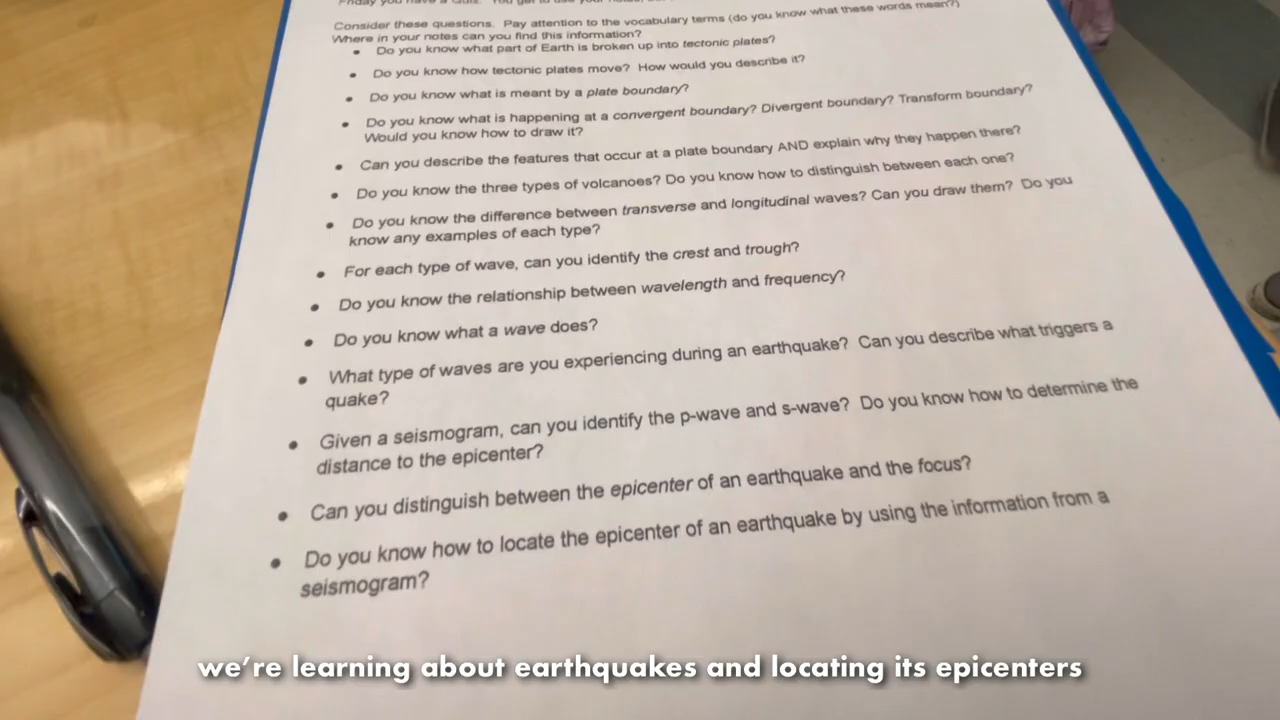 Friday you have a Quiz. You get to use your notes,
Consider these questions. Pay attention to the vocabulary terms (do you know what these words mean?)
Where in your notes can you find this information?
• Do you know what part of Earth is broken up into tectonic plates?
• Do you know how tectonic plates move? How would you describe it?
• Do you know what is meant by a plate boundary?
• Do you know what is happening at a convergent boundary? Divergent boundary? Transform boundary?
Would you know how to draw it?
• Can you describe the features that occur at a plate boundary AND explain why they happen there?
• Do you know the three types of volcanoes? Do you know how to distinguish between each one?
• Do you know the difference between transverse and longitudinal waves? Can you draw them? Do you
know any examples of each type?
• For each type of wave, can you identify the crest and trough?
• Do you know the relationship between wavelength and frequency?
• Do you know what a wave does?
• What type of waves are you experiencing during an earthquake? Can you describe what triggers a
quake?
• Given a seismogram, can you identify the p-wave and s-wave? Do you know how to determine the
distance to the epicenter?
• Can you distinguish between the epicenter of an earthquake and the focus?
• Do you know how to locate the epicenter of an earthquake by using the information from a
seismogram?
we're learning about earthquakes and locating its epicenters